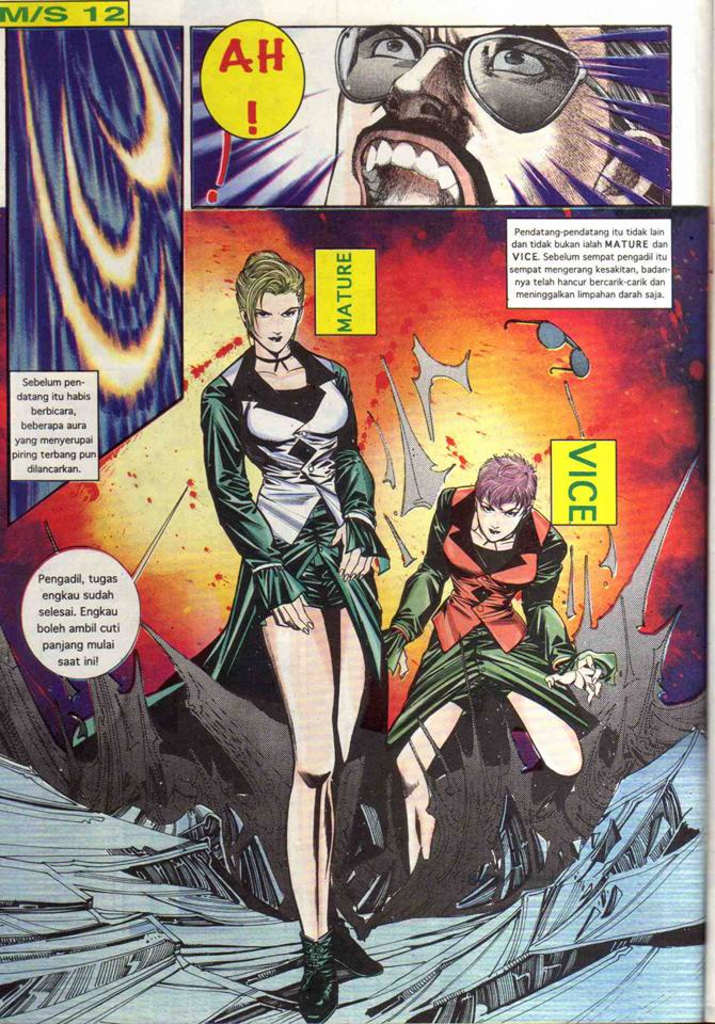 M/S 12
AH
!
Sebelum pen-
datang itu habis
berbicara,
beberapa aura
yang menyerupai
piring terbang pun
dilancarkan.
Pendatang-pendatang itu tidak lain
dan tidak bukan ialah MATURE dan
VICE. Sebelum sempat pengadil itu
sempat mengerang kesakitan, badan-
nya telah hancur bercarik-carik dan
meninggalkan limpahan darah saja.
MATURE
VICE
Pengadil, tugas
engkau sudah
selesai. Engkau
boleh ambil cuti
panjang mulai
saat ini!